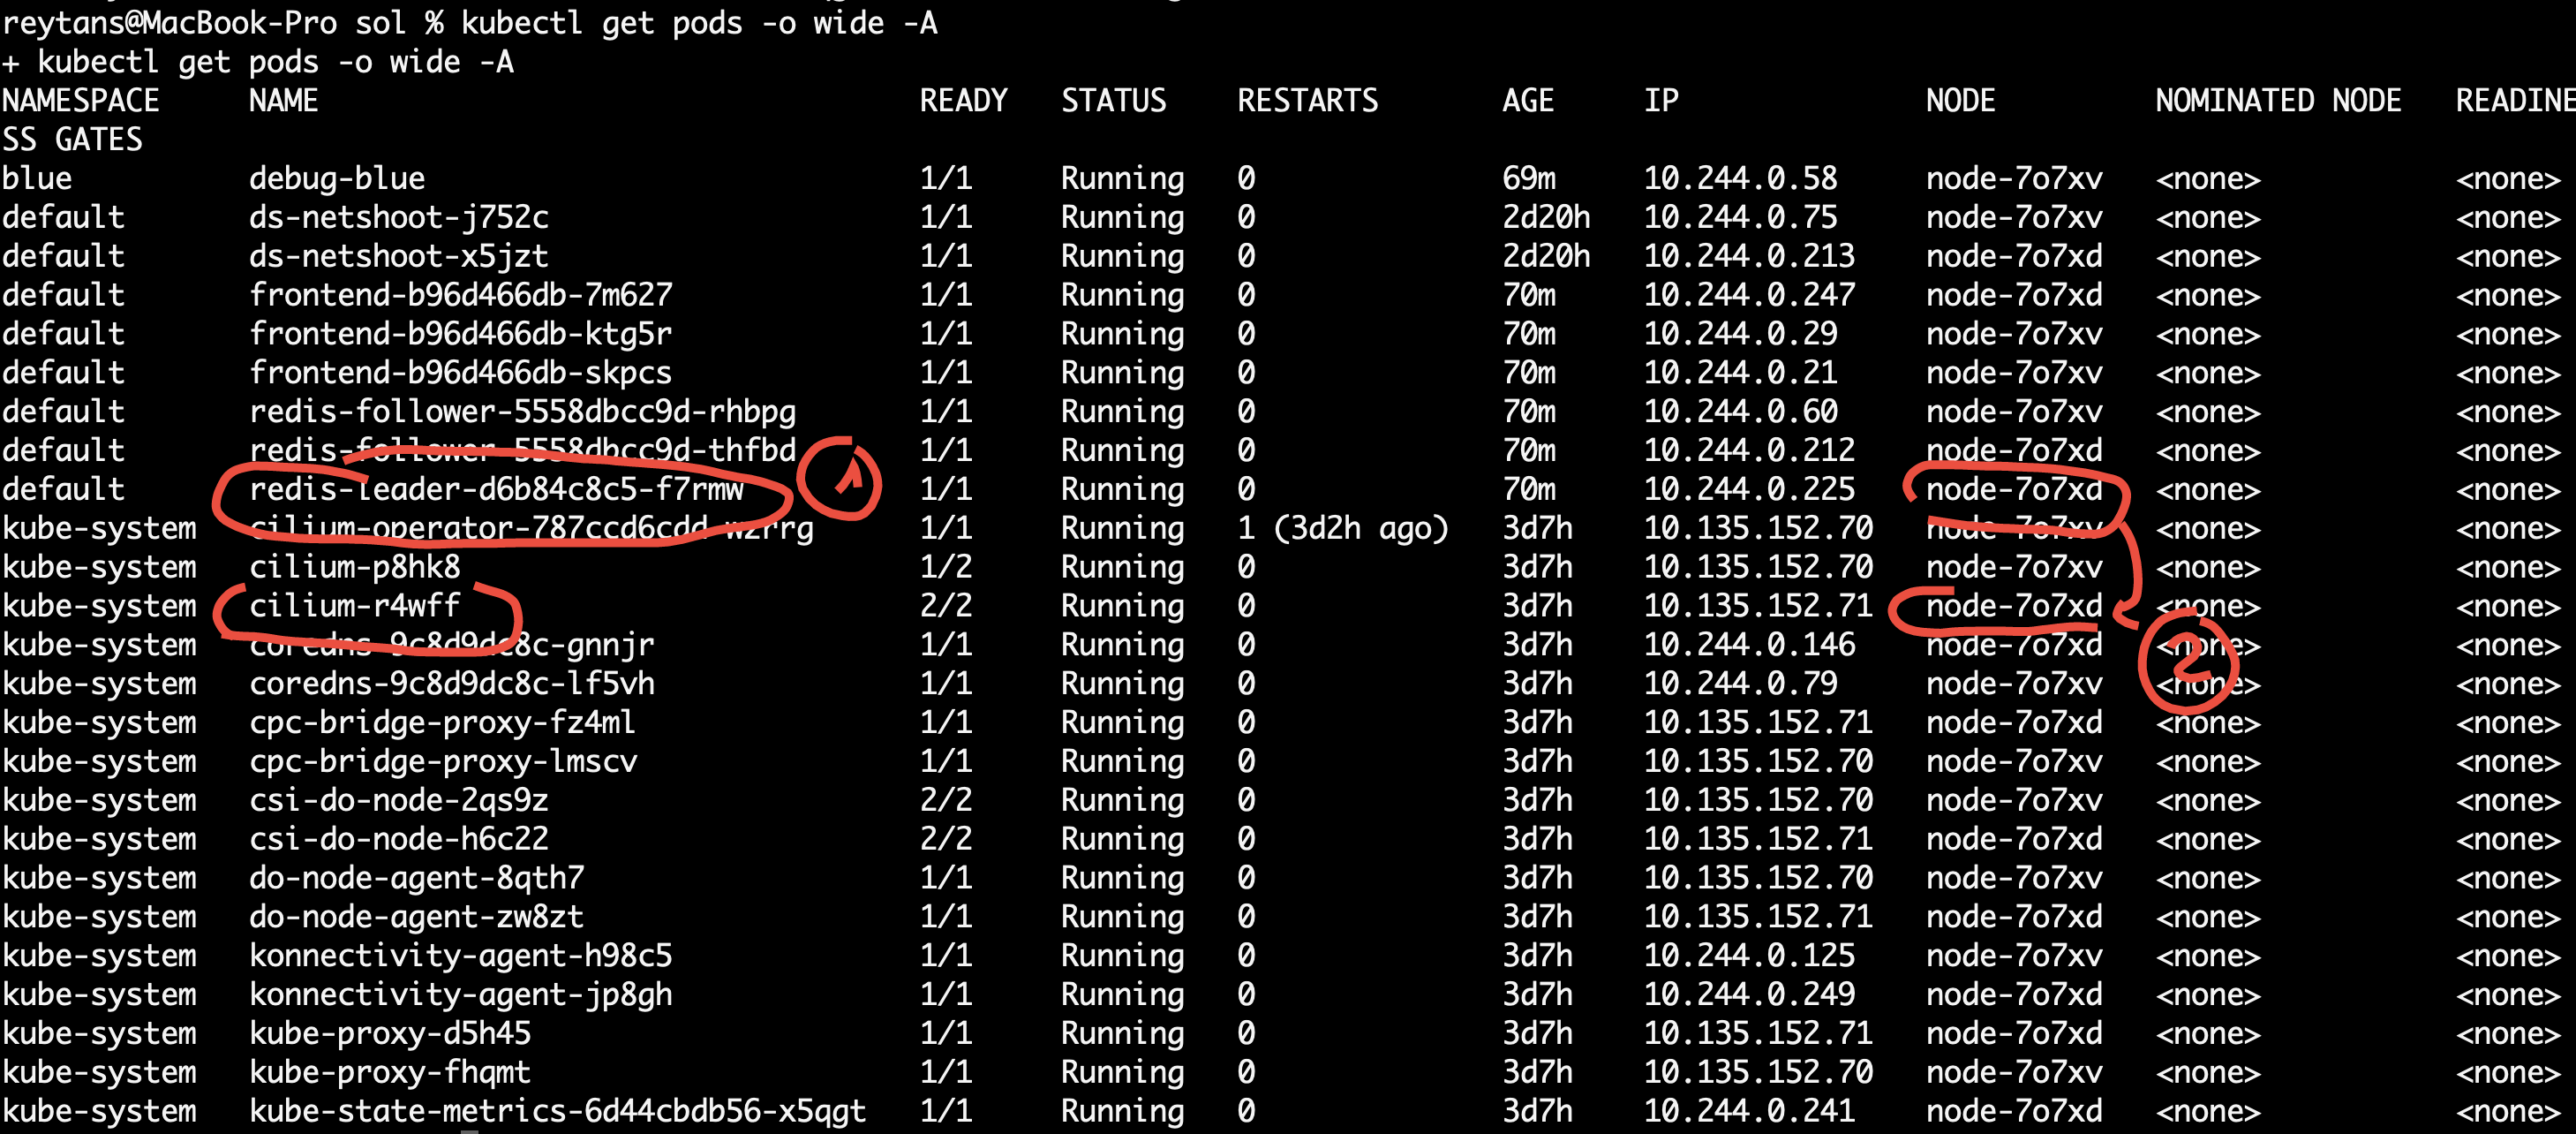 reytans@MacBook-Pro sol % kubectl get pods -o wide -A
+ kubectl get pods -o wide -A
NAMESPACE NAME READY STATUS RESTARTS AGE IP NODE NOMINATED NODE READINE
SS GATES
blue debug-blue 1/1 Running 0 69m 10.244.0.58 node-7o7xv <none> <none>
default ds-netshoot-j752c 1/1 Running 0 2d20h 10.244.0.75 node-7o7xv <none> <none>
default ds-netshoot-x5jzt 1/1 Running 0 2d20h 10.244.0.213 node-7o7xd <none> <none>
default frontend-b96d466db-7m627 1/1 Running 0 70m 10.244.0.247 node-7o7xd <none> <none>
default frontend-b96d466db-ktg5r 1/1 Running 0 70m 10.244.0.29 node-7o7xv <none> <none>
default frontend-b96d466db-skpcs 1/1 Running 0 70m 10.244.0.21 node-7o7xv <none> <none>
default redis-follower-5558dbcc9d-rhbpg 1/1 Running 0 70m 10.244.0.60 node-7o7xv <none> <none>
default redis-follower-5558dbcc9d-thfbd 1/1 Running 0 70m 10.244.0.212 node-7o7xd <none> <none>
default redis-leader-d6b84c8c5-f7rmw 1 1/1 Running 0 70m 10.244.0.225 node-7o7xd <none> <none>
kube-system cilium-operator-787ccd6cdd-wzrrg 1/1 Running 1 (3d2h ago) 3d7h 10.135.152.70 node-7o7xv <none> <none>
kube-system cilium-p8hk8 1/2 Running 0 3d7h 10.135.152.70 node-7o7xv <none> <none>
kube-system cilium-r4wff 2/2 Running 0 3d7h 10.135.152.71 node-7o7xd <none> <none>
kube-system coredns-9c8d9dc8c-gnnjr 1/1 Running 0 3d7h 10.244.0.146 node-7o7xd 2 <none> <none>
kube-system coredns-9c8d9dc8c-lf5vh 1/1 Running 0 3d7h 10.244.0.79 node-7o7xv <none> <none>
kube-system cpc-bridge-proxy-fz4ml 1/1 Running 0 3d7h 10.135.152.71 node-7o7xd <none> <none>
kube-system cpc-bridge-proxy-lmscv 1/1 Running 0 3d7h 10.135.152.70 node-7o7xv <none> <none>
kube-system csi-do-node-2qs9z 2/2 Running 0 3d7h 10.135.152.70 node-7o7xv <none> <none>
kube-system csi-do-node-h6c22 2/2 Running 0 3d7h 10.135.152.71 node-7o7xd <none> <none>
kube-system do-node-agent-8qth7 1/1 Running 0 3d7h 10.135.152.70 node-7o7xv <none> <none>
kube-system do-node-agent-zw8zt 1/1 Running 0 3d7h 10.135.152.71 node-7o7xd <none> <none>
kube-system konnectivity-agent-h98c5 1/1 Running 0 3d7h 10.244.0.125 node-7o7xv <none> <none>
kube-system konnectivity-agent-jp8gh 1/1 Running 0 3d7h 10.244.0.249 node-7o7xd <none> <none>
kube-system kube-proxy-d5h45 1/1 Running 0 3d7h 10.135.152.71 node-7o7xd <none> <none>
kube-system kube-proxy-fhqmt 1/1 Running 0 3d7h 10.135.152.70 node-7o7xv <none> <none>
kube-system kube-state-metrics-6d44cbdb56-x5qgt 1/1 Running 0 3d7h 10.244.0.241 node-7o7xd <none> <none>